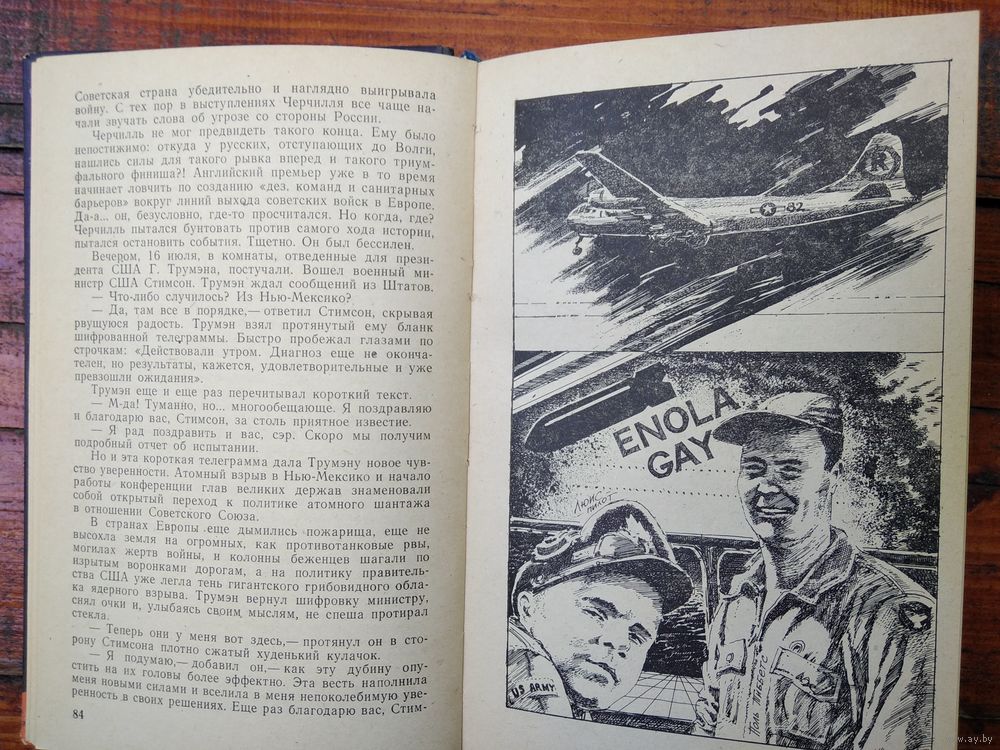 Советская страна убедительно и наглядно выигрывала
войну. С тех пор в выступлениях Черчилля все чаще на-
чали звучать слова об угрозе со стороны России.
Черчилль не мог предвидеть такого конца. Ему было
непостижимо: откуда у русских, отступающих до Волги,
нашлись силы для такого рывка вперед и такого триум-
фального финиша?! Английский премьер уже в то время
начинает ловчить по созданию «дез. команд и санитарных
барьеров» вокруг линий выхода советских войск в Европе.
Да-а... он, безусловно, где-то просчитался. Но когда, где?
Черчилль пытался бунтовать против самого хода истории,
пытался остановить события. Тщетно. Он был бессилен.
Вечером, 16 июля, в комнаты, отведенные для прези-
дента США Г. Трумэна, постучали. Вошел военный ми-
нистр США Стимсон. Трумэн ждал сообщений из Штатов.
— Что-либо случилось? Из Нью-Мексико?
— Да, там все в порядке,— ответил Стимсон, скрывая
рвущуюся радость. Трумэн взял протянутый ему бланк
шифрованной телеграммы. Быстро пробежал глазами по
строчкам: «Действовали утром. Диагноз еще не оконча-
телен, но результаты, кажется, удовлетворительные и уже
превзошли ожидания».
Трумэн еще и еще раз перечитывал короткий текст.
— М-да! Туманно, но... многообещающе. Я поздравляю
и благодарю вас, Стимсон, за столь приятное известие.
— Я рад поздравить и вас, сэр. Скоро мы получим
подробный отчет об испытании.
Но и эта короткая телеграмма дала Трумэну новое чув-
ство уверенности. Атомный взрыв в Нью-Мексико и начало
работы конференции глав великих держав знаменовали
собой открытый переход к политике атомного шантажа
в отношении Советского Союза.
В странах Европы еще дымились пожарища, еще не
высохла земля на огромных, как противотанковые рвы,
могилах жертв войны, и колонны беженцев шагали по
изрытым воронками дорогам, а на политику правитель-
ства США уже легла тень гигантского грибовидного обла-
ка ядерного взрыва. Трумэн вернул шифровку министру,
снял очки и, улыбаясь своим мыслям, не спеша протирал
стекла.
— Теперь они у меня вот здесь,— протянул он в сто-
рону Стимсона плотно сжатый худенький кулачок.
— Я подумаю,— добавил он,— как эту дубину опу-
стить на их головы более эффектно. Эта весть наполнила
меня новыми силами и вселила в меня непоколебимую уве-
ренность в своих решениях. Еще раз благодарю вас, Стим-
84
R
82
ENOLA
GAY
Люис
US ARMY
Поль Тиббетс
www.ay.by